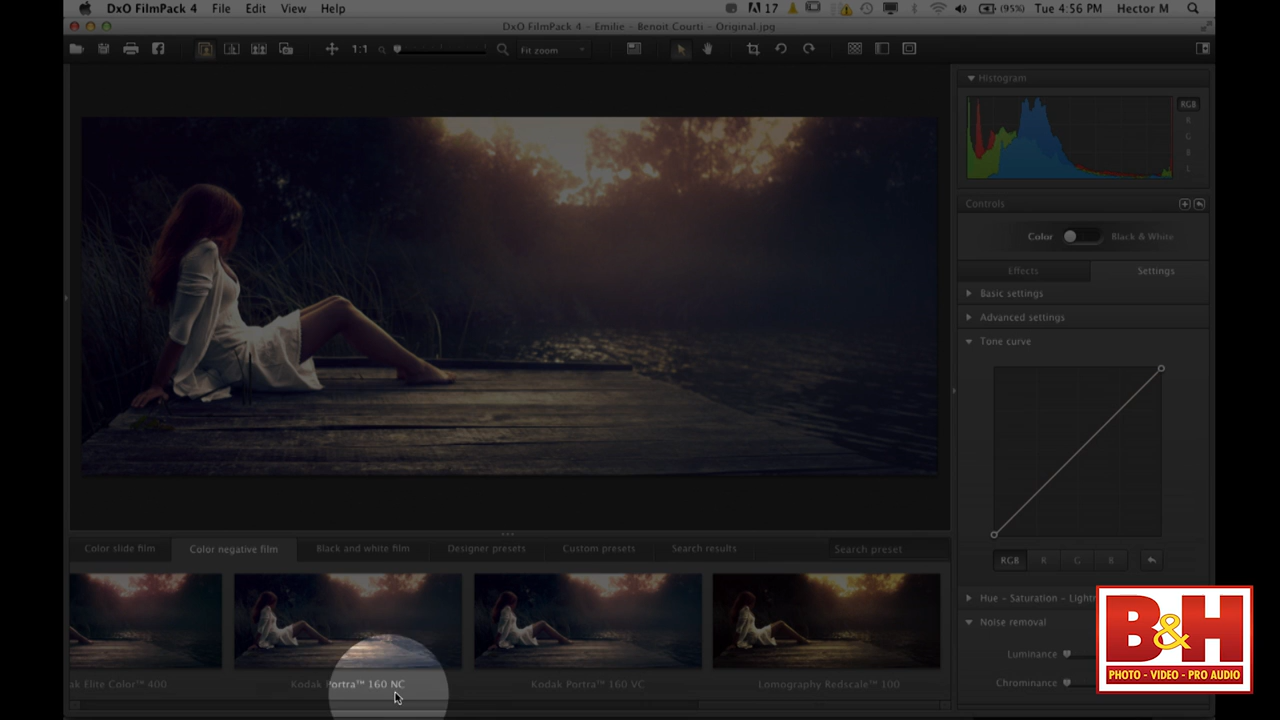 DxO FilmPack 4 File Edit View Help 17 (95%) Tue 4:56 PM Hector M
DxO FilmPack 4 – Emilie – Benoit Courti – Original.jpg
1:1 Fit zoom
Histogram
RGB
R
G
B
L
Controls
Color Black & White
Effects Settings
Basic settings
Advanced settings
Tone curve
RGB R G B
Color slide film Color negative film Black and white film Designer presets Custom presets Search results Search preset
ak Elite Color™ 400 Kodak Portra™ 160 NC Kodak Portra™ 160 VC Lomography Redscale™ 100
Hue – Saturation – Lightn
Noise removal
Luminance
Chrominance
B&H
PHOTO - VIDEO - PRO AUDIO